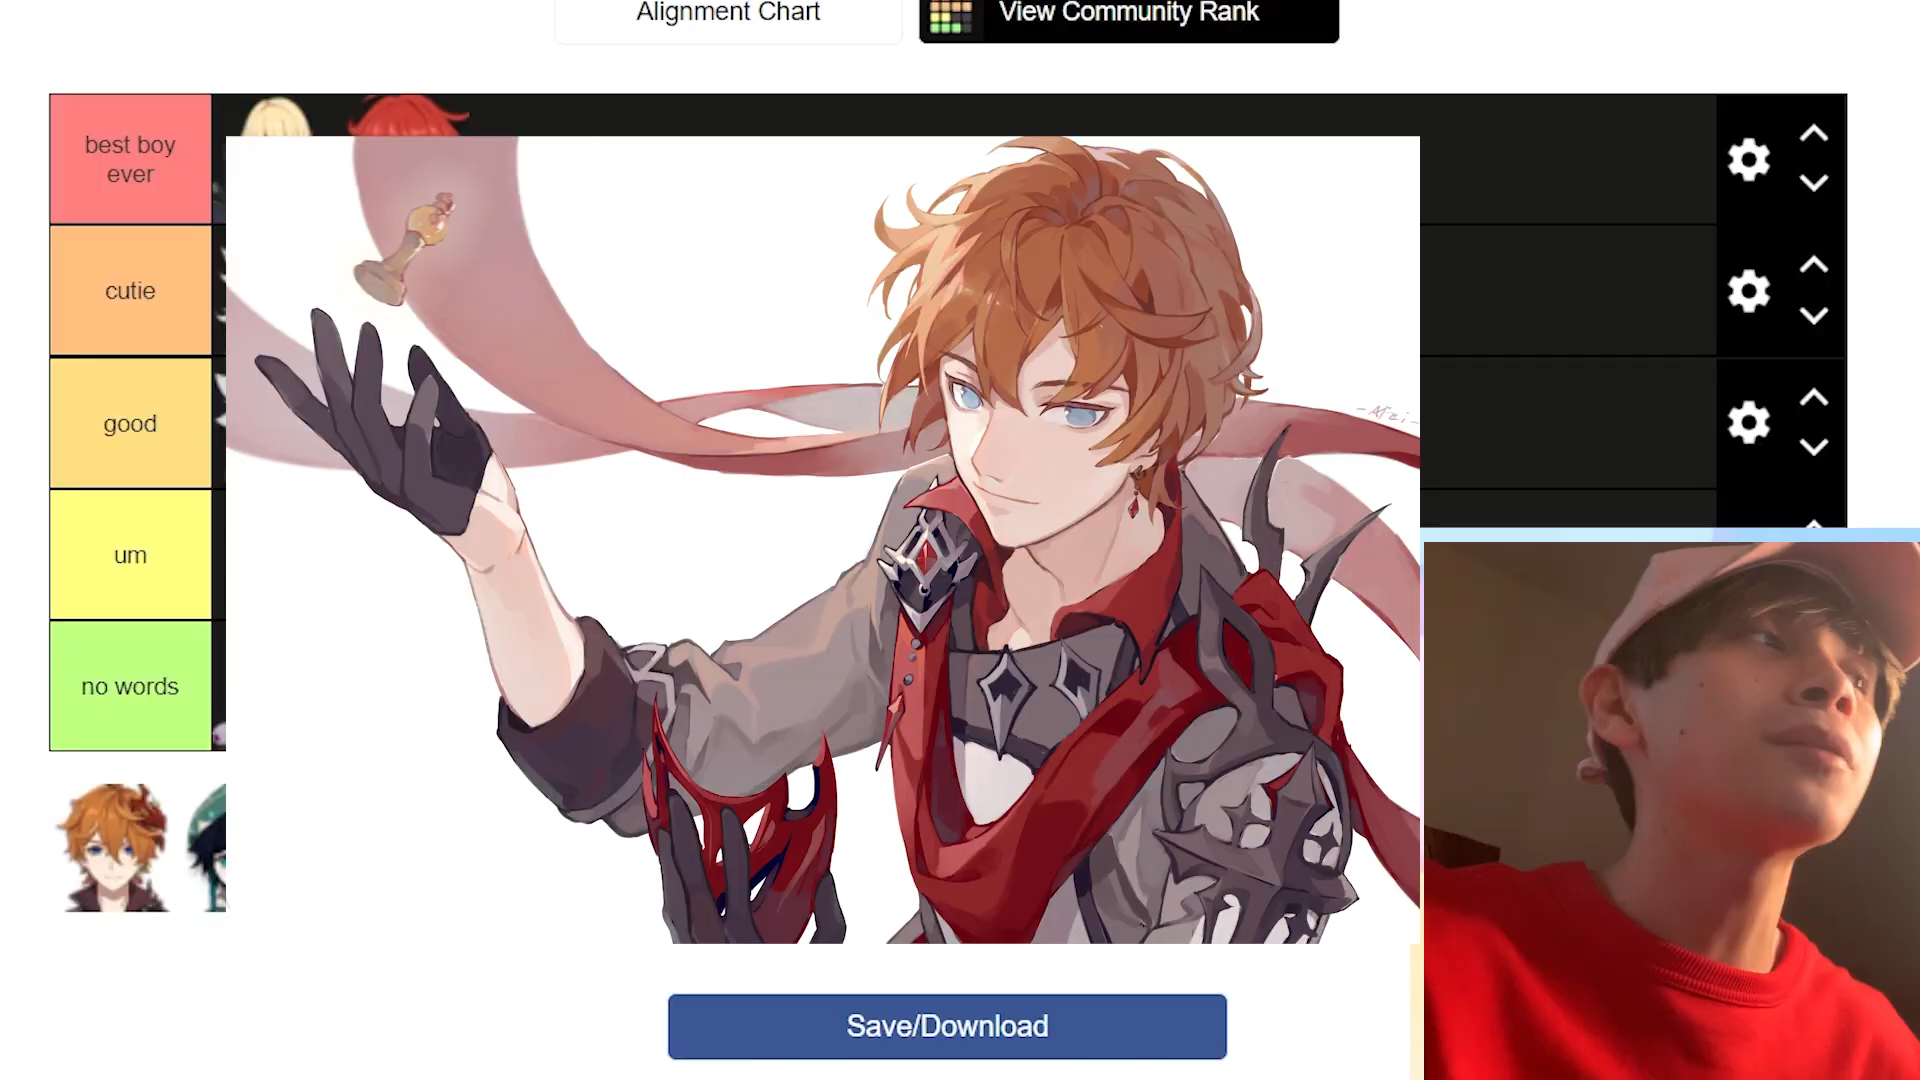 Alignment Chart
View Community Rank
best boy
ever
cutie
good
um
no words
Save/Download